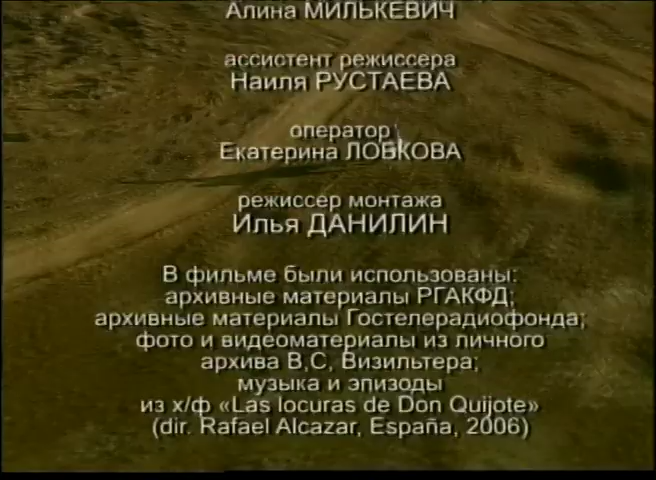 Алина МИЛЬКЕВИЧ
ассистент режиссера
Наиля РУСТАЕВА
оператор
Екатерина ЛОБКОВА
режиссер монтажа
Илья ДАНИЛИН
В фильме были использованы:
архивные материалы РГАКФД;
архивные материалы Гостелерадиофонда;
фото и видеоматериалы из личного
архива В,С, Визильтера;
музыка и эпизоды
из х/ф «Las locuras de Don Quijote»
(dir. Rafael Alcazar, España, 2006)